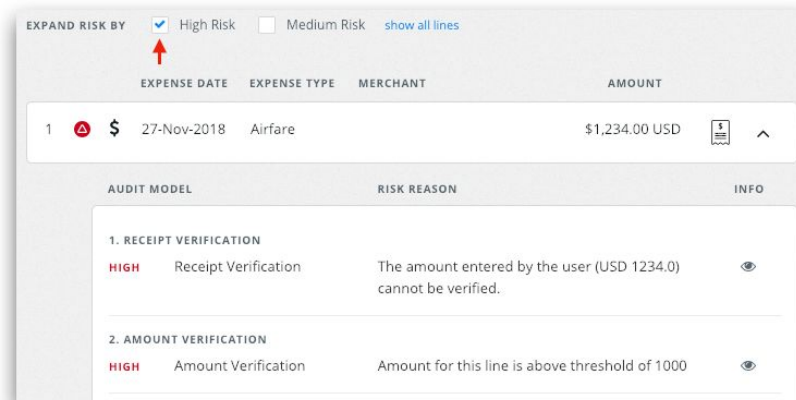 EXPAND RISK BY High Risk Medium Risk show all lines
EXPENSE DATE EXPENSE TYPE MERCHANT AMOUNT
1 $ 27-Nov-2018 Airfare $1,234.00 USD $
AUDIT MODEL RISK REASON INFO
1. RECEIPT VERIFICATION
HIGH Receipt Verification The amount entered by the user (USD 1234.0)
cannot be verified.
2. AMOUNT VERIFICATION
HIGH Amount Verification Amount for this line is above threshold of 1000